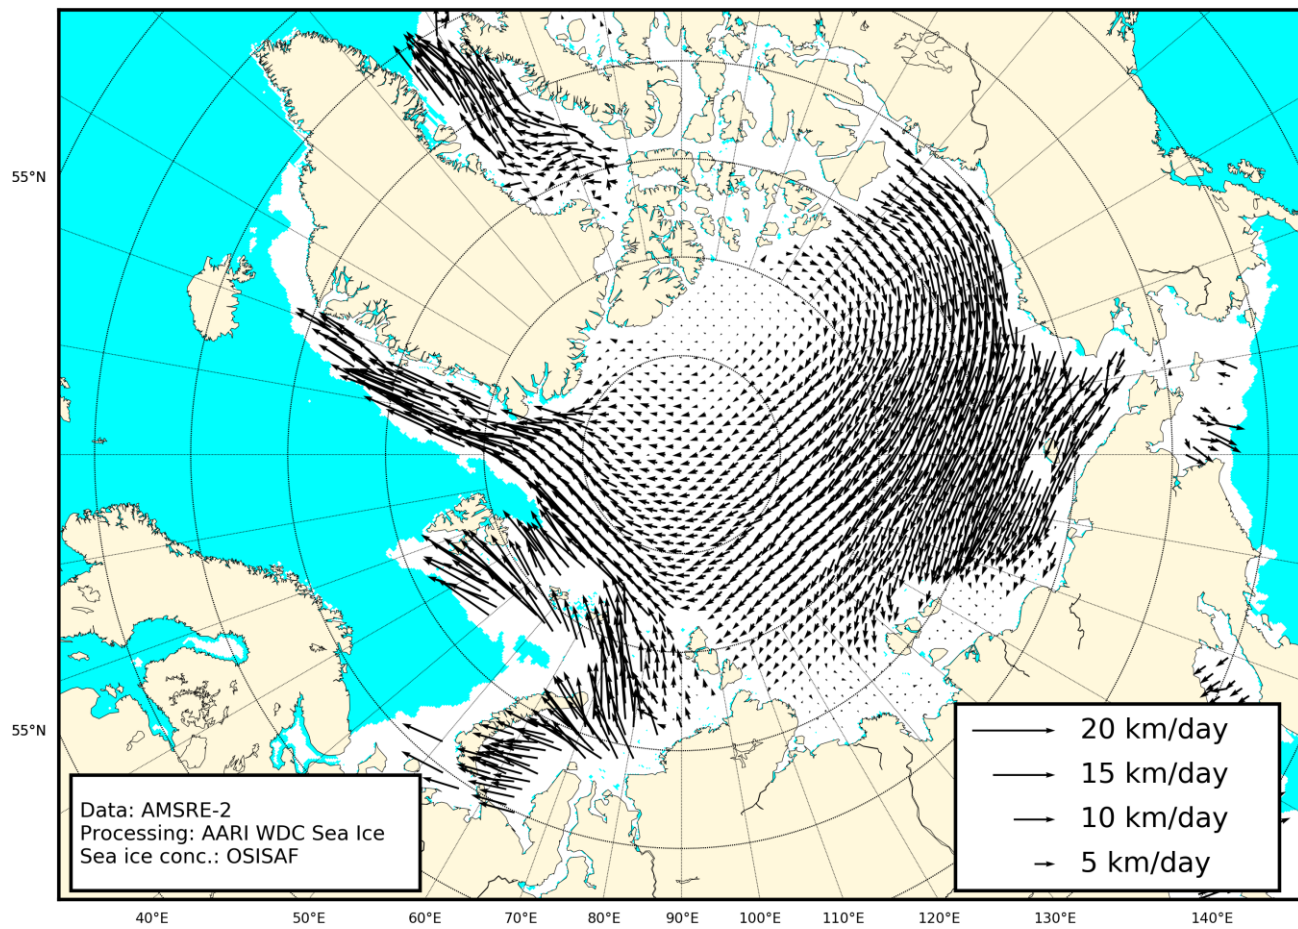 55°N
55°N
20 km/day
15 km/day
10 km/day
5 km/day
Data: AMSRE-2
Processing: AARI WDC Sea Ice
Sea ice conc.: OSISAF
40°E 50°E 60°E 70°E 80°E 90°E 100°E 110°E 120°E 130°E 140°E